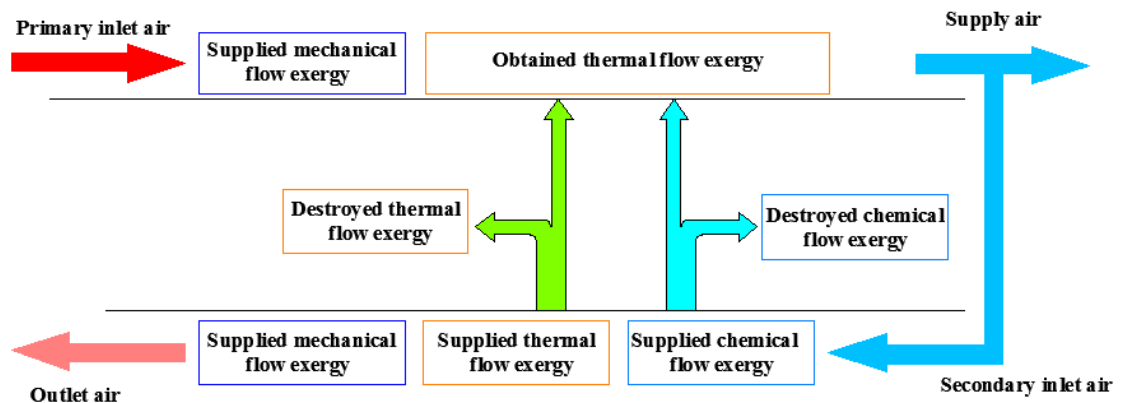 Primary inlet air
Supplied mechanical
flow exergy
Obtained thermal flow exergy
Supply air
Destroyed thermal
flow exergy
Destroyed chemical
flow exergy
Supplied mechanical
flow exergy
Supplied thermal
flow exergy
Supplied chemical
flow exergy
Outlet air
Secondary inlet air